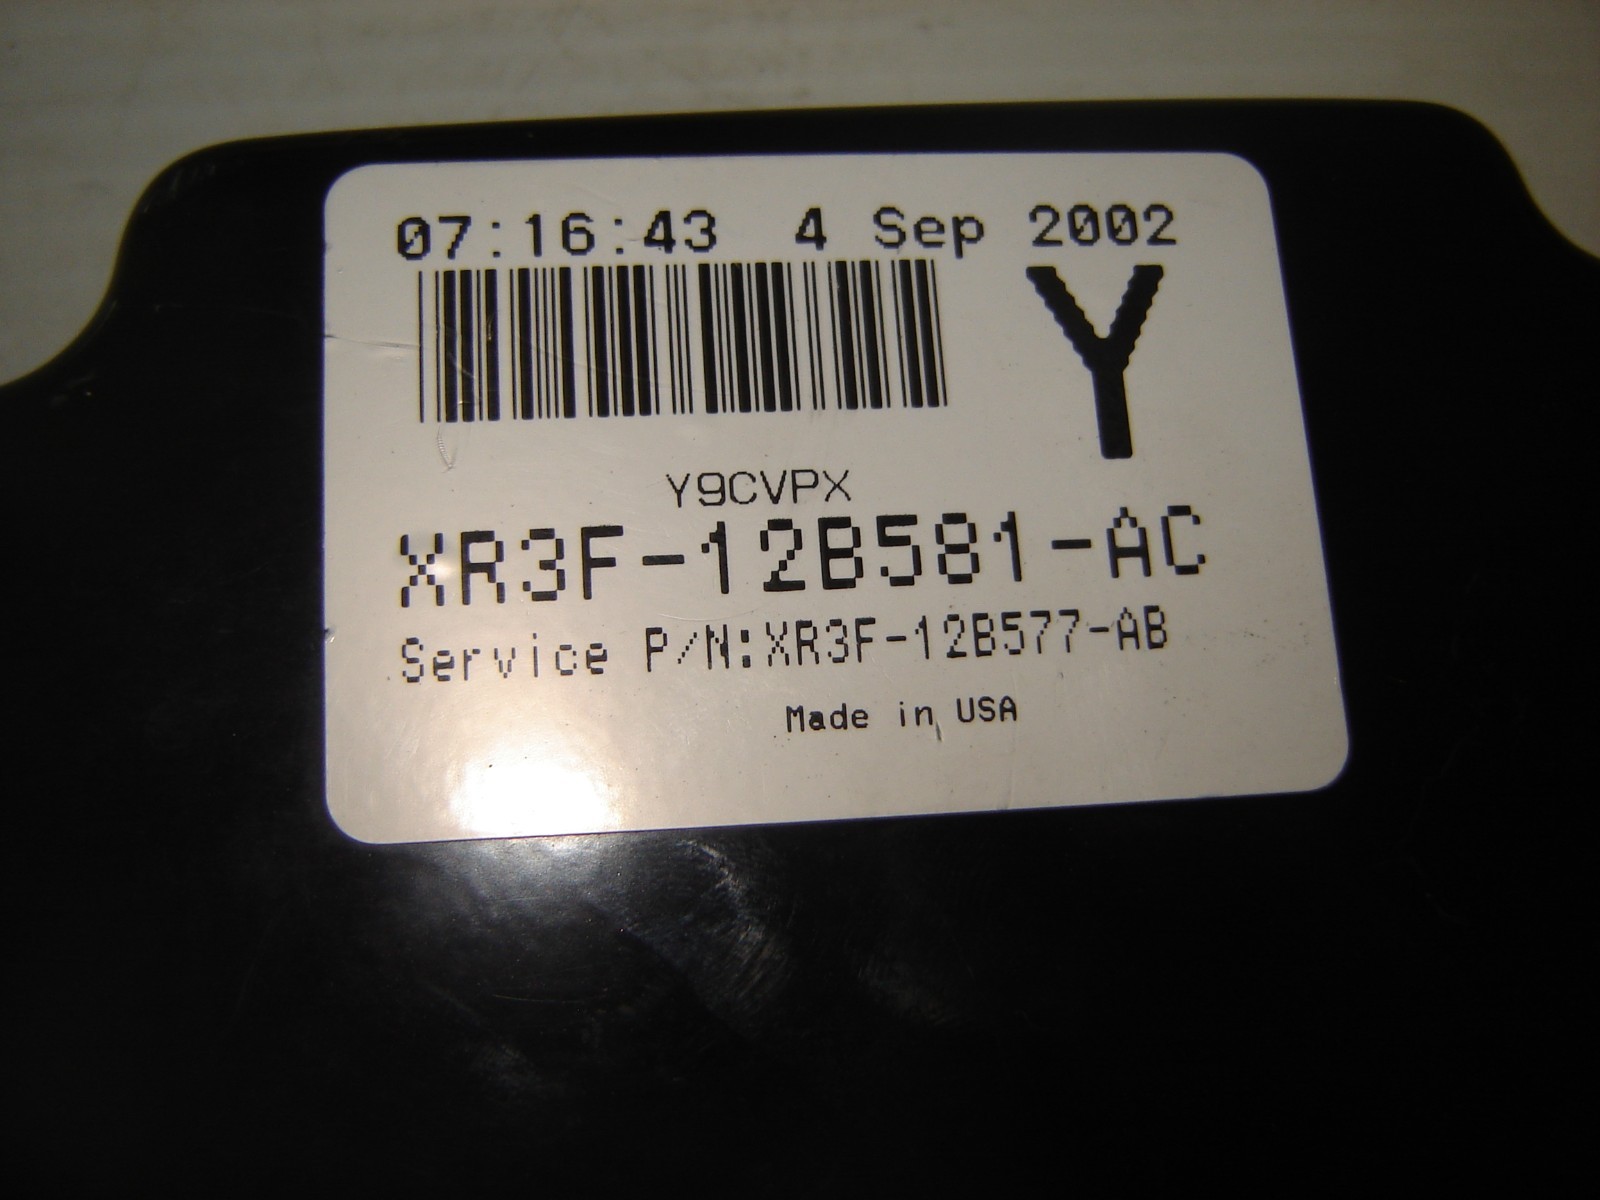 07:16:43 4 Sep 2002
Y
Y9CVPX
XR3F-12B581-AC
Service P/N:XR3F-12B577-AB
Made in USA